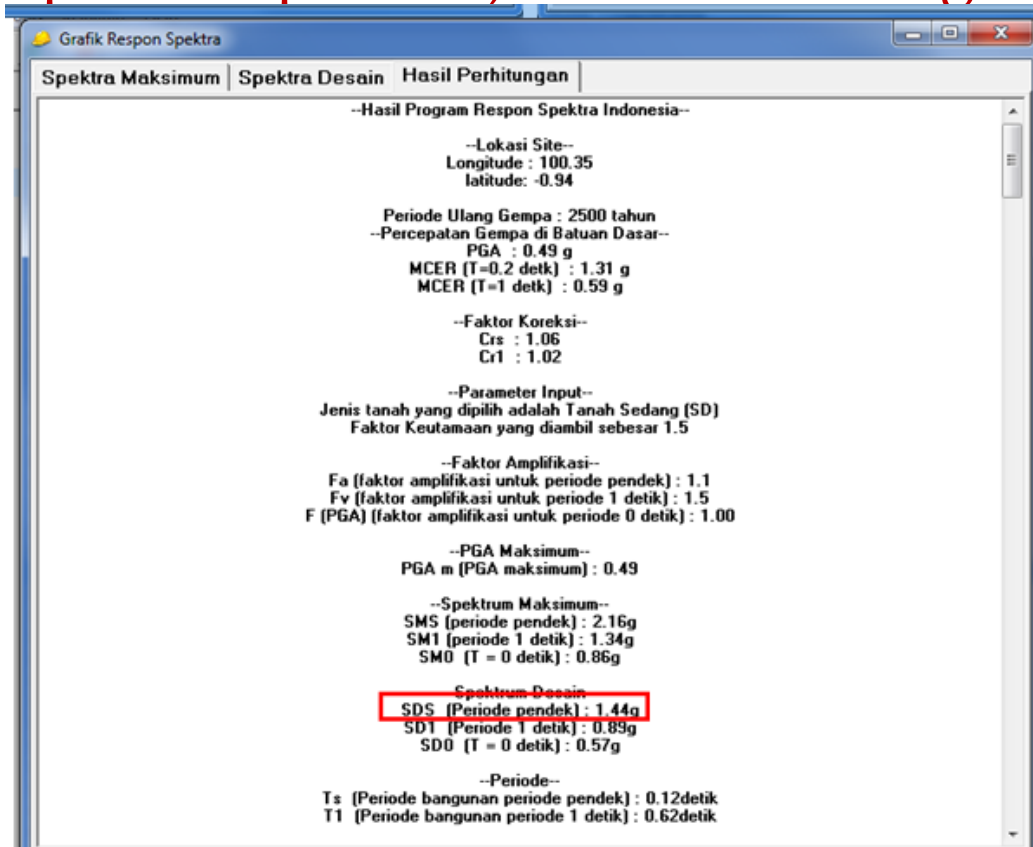 Grafik Respon Spektra
Spektra Maksimum Spektra Desain Hasil Perhitungan
--Hasil Program Respon Spektra Indonesia--
--Lokasi Site--
Longitude : 100.35
latitude: -0.94
Periode Ulang Gempa : 2500 tahun
--Percepatan Gempa di Batuan Dasar--
PGA : 0.49 g
MCER (T=0.2 detk) : 1.31 g
MCER (T=1 detk) : 0.59 g
--Faktor Koreksi--
Crs : 1.06
Cr1 : 1.02
--Parameter Input--
Jenis tanah yang dipilih adalah Tanah Sedang (SD)
Faktor Keutamaan yang diambil sebesar 1.5
--Faktor Amplifikasi--
Fa (faktor amplifikasi untuk periode pendek) : 1.1
Fv (faktor amplifikasi untuk periode 1 detik) : 1.5
F (PGA) (faktor amplifikasi untuk periode 0 detik) : 1.00
--PGA Maksimum--
PGA m (PGA maksimum) : 0.49
--Spektrum Maksimum--
SMS (periode pendek) : 2.16g
SM1 (periode 1 detik) : 1.34g
SM0 (T = 0 detik) : 0.86g
Spektrum Desain
SDS (Periode pendek) : 1.44g
SD1 (Periode 1 detik) : 0.89g
SD0 (T = 0 detik) : 0.57g
--Periode--
Ts (Periode bangunan periode pendek) : 0.12detik
T1 (Periode bangunan periode 1 detik) : 0.62detik